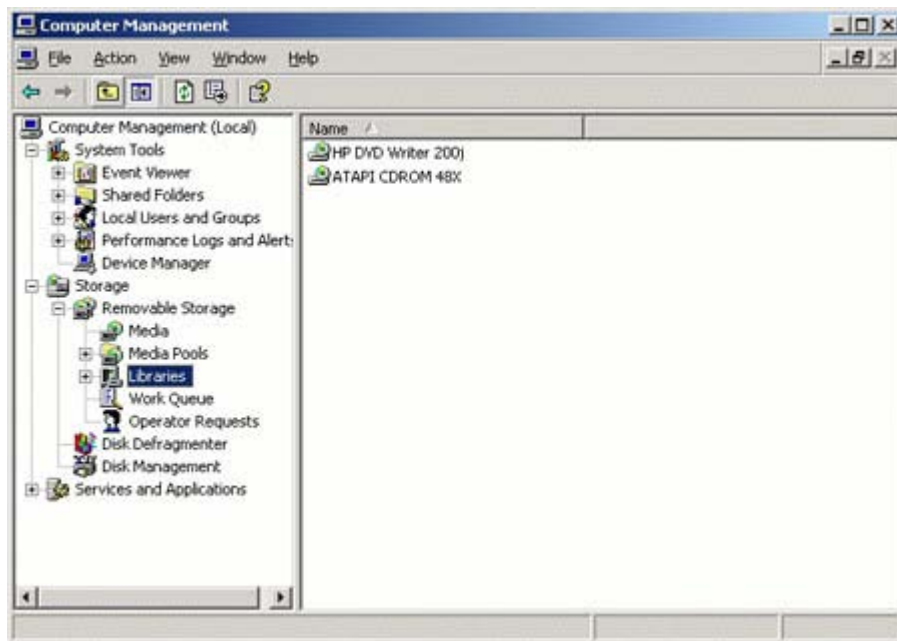 Computer Management
File Action View Window Help
Computer Management (Local)
System Tools
Event Viewer
Shared Folders
Local Users and Groups
Performance Logs and Alert
Device Manager
Storage
Removable Storage
Media
Media Pools
Libraries
Work Queue
Operator Requests
Disk Defragmenter
Disk Management
Services and Applications
Name
HP DVD Writer 200j
ATAPI CDROM 48X